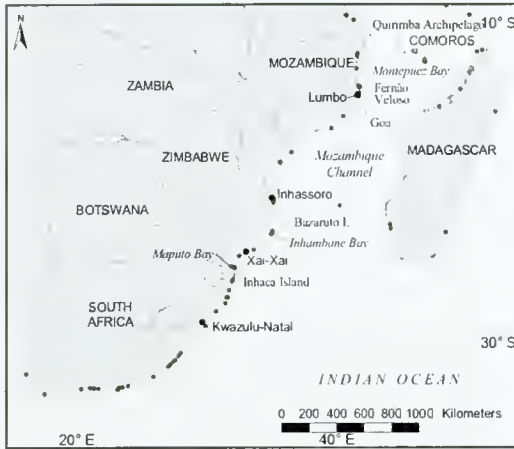 N
10° S
Quirimba Archipelago
COMOROS
MOZAMBIQUE
Montepuez Bay
ZAMBIA
Fernão
Veloso
Lumbo
Goa
Mozambique
Channel
MADAGASCAR
ZIMBABWE
Inhassoro
BOTSWANA
Bazaruto I.
Inhambane Bay
Maputo Bay
Xai-Xai
Inhaca Island
SOUTH
AFRICA
Kwazulu-Natal
30° S
INDIAN OCEAN
0 200 400 600 800 1000 Kilometers
20° E
40° E